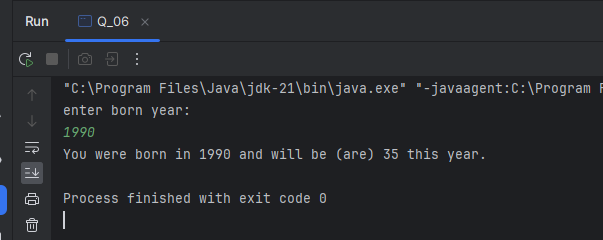 Run Q_06
"C:\Program Files\Java\jdk-21\bin\java.exe" "-javaagent:C:\Program F
enter born year:
1990
You were born in 1990 and will be (are) 35 this year.
Process finished with exit code 0